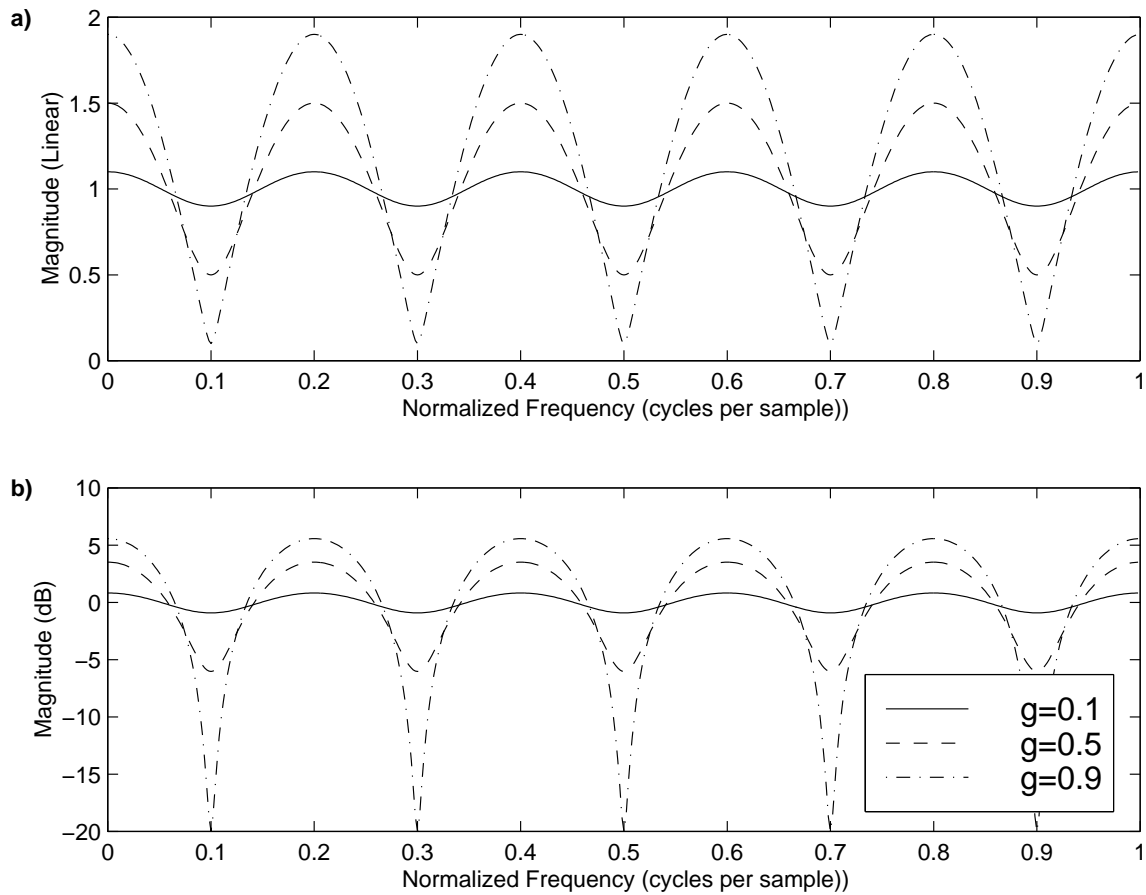 a)
2
1.5
1
0.5
0
Magnitude (Linear)
0 0.1 0.2 0.3 0.4 0.5 0.6 0.7 0.8 0.9 1
Normalized Frequency (cycles per sample))
b)
10
5
0
−5
−10
−15
−20
Magnitude (dB)
g=0.1
g=0.5
g=0.9
0 0.1 0.2 0.3 0.4 0.5 0.6 0.7 0.8 0.9 1
Normalized Frequency (cycles per sample))